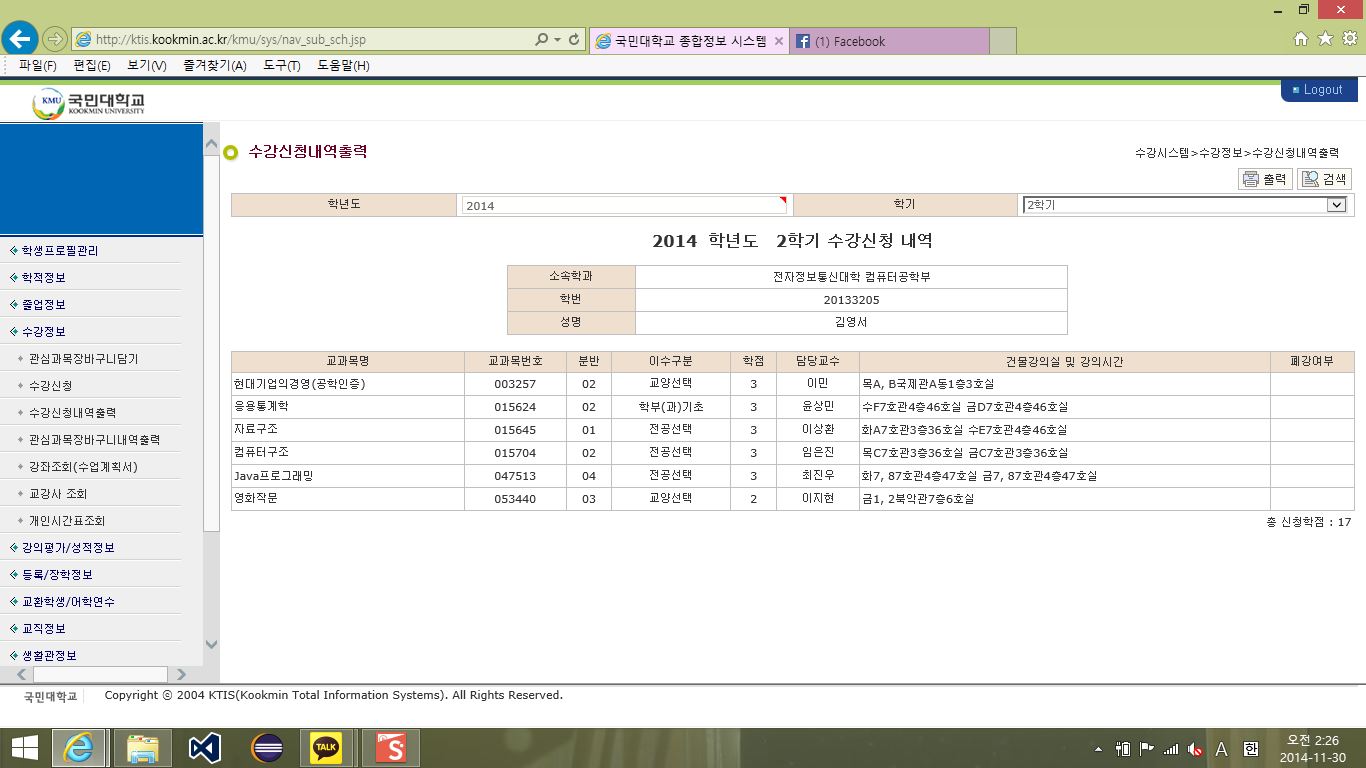 http://ktis.kookmin.ac.kr/kmu/sys/nav_sub_sch.jsp
국민대학교 종합정보 시스템
(1) Facebook
파일(F) 편집(E) 보기(V) 즐겨찾기(A) 도구(T) 도움말(H)
KMU 국민대학교
KOOKMIN UNIVERSITY
Logout
수강신청내역출력
수강시스템>수강정보>수강신청내역출력
출력 검색
학년도 2014 학기 2학기
2014 학년도 2학기 수강신청 내역
소속학과 전자정보통신대학 컴퓨터공학부
학번 20133205
성명 김영서
교과목명 교과목번호 분반 이수구분 학점 담당교수 건물강의실 및 강의시간 폐강여부
현대기업의경영(공학인증) 003257 02 교양선택 3 이민 목A, B국제관A동1층3호실
응용통계학 015624 02 학부(과)기초 3 윤상민 수F7호관4층46호실 금D7호관4층46호실
자료구조 015645 01 전공선택 3 이상환 화A7호관3층36호실 수E7호관4층46호실
컴퓨터구조 015704 02 전공선택 3 임은진 목C7호관3층36호실 금C7호관3층36호실
Java프로그래밍 047513 04 전공선택 3 최진우 화7, 87호관4층47호실 금7, 87호관4층47호실
영화작문 053440 03 교양선택 2 이지현 금1, 2북악관7층6호실
총 신청학점 : 17
학생프로필관리
학적정보
졸업정보
수강정보
관심과목장바구니담기
수강신청
수강신청내역출력
관심과목장바구니내역출력
강좌조회(수업계획서)
교강사 조회
개인시간표조회
강의평가/성적정보
등록/장학정보
교환학생/어학연수
교직정보
생활관정보
국민대학교 Copyright ⓒ 2004 KTIS(Kookmin Total Information Systems). All Rights Reserved.
TALK
S
A 한
오전 2:26
2014-11-30